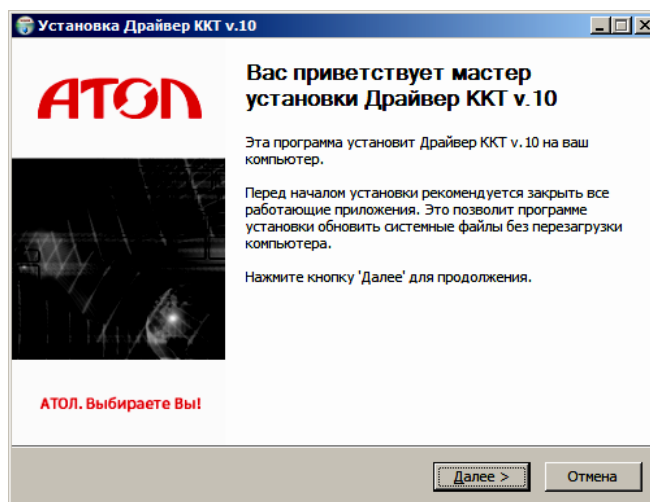 Установка Драйвер ККТ v.10
АТОЛ
Вас приветствует мастер
установки Драйвер ККТ v.10
Эта программа установит Драйвер ККТ v.10 на ваш
компьютер.
Перед началом установки рекомендуется закрыть все
работающие приложения. Это позволит программе
установки обновить системные файлы без перезагрузки
компьютера.
Нажмите кнопку 'Далее' для продолжения.
АТОЛ. Выбираете Вы!
Далее >
Отмена